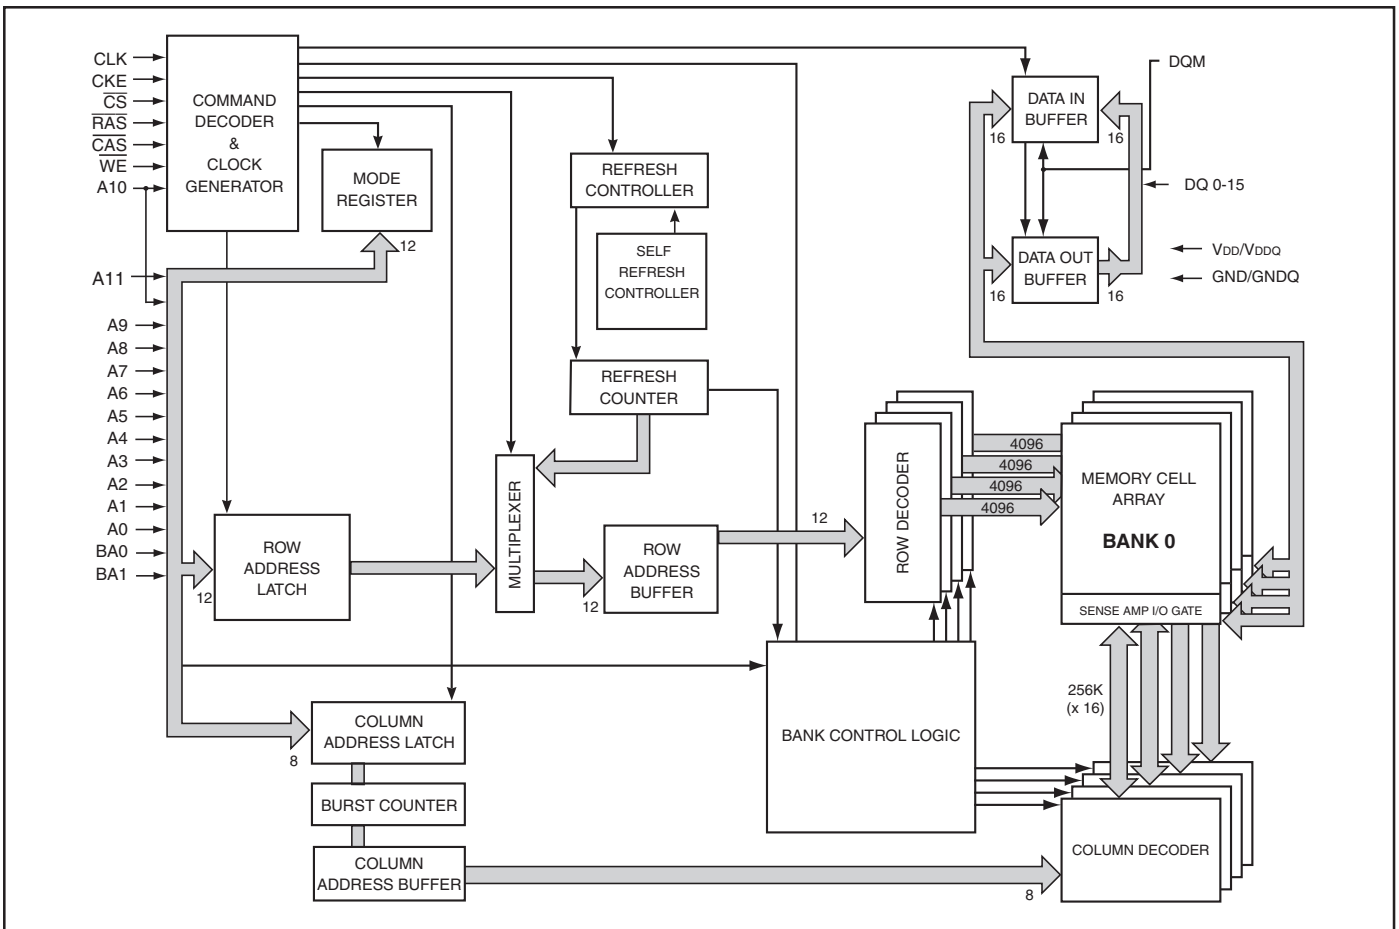 CLK
CKE
CS
RAS
CAS
WE
A10
A11
A9
A8
A7
A6
A5
A4
A3
A2
A1
A0
BA0
BA1
COMMAND
DECODER
&
CLOCK
GENERATOR
MODE
REGISTER
12
REFRESH
CONTROLLER
SELF
REFRESH
CONTROLLER
REFRESH
COUNTER
DATA IN
BUFFER
16
16
DQM
DQ 0-15
DATA OUT
BUFFER
16
16
VDD/VDDQ
GND/GNDQ
12
ROW
ADDRESS
LATCH
MULTIPLEXER
12
ROW
ADDRESS
BUFFER
12
ROW DECODER
4096
4096
4096
4096
MEMORY CELL
ARRAY
BANK 0
SENSE AMP I/O GATE
256K
(x 16)
BANK CONTROL LOGIC
8
COLUMN
ADDRESS LATCH
BURST COUNTER
COLUMN
ADDRESS BUFFER
8
COLUMN DECODER